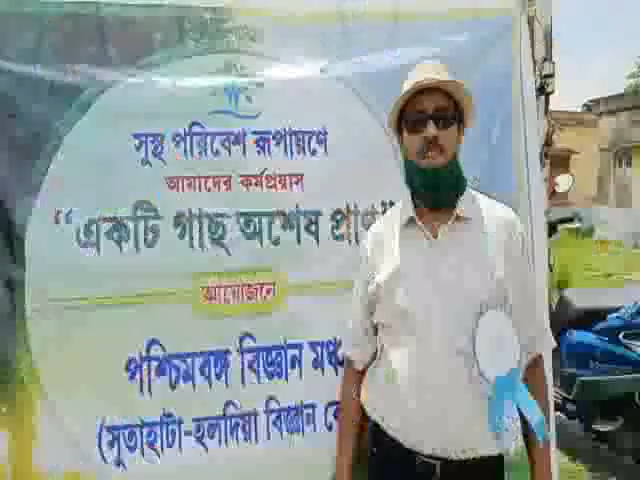 সুস্থ পরিবেশ রূপায়ণে
আমাদের কর্মপ্রয়াস
“একটি গাছ অশেষ প্রাণ”
আয়োজনে
পশ্চিমবঙ্গ বিজ্ঞান মঞ্চ
(সুতাহাটা-হলদিয়া বিজ্ঞান